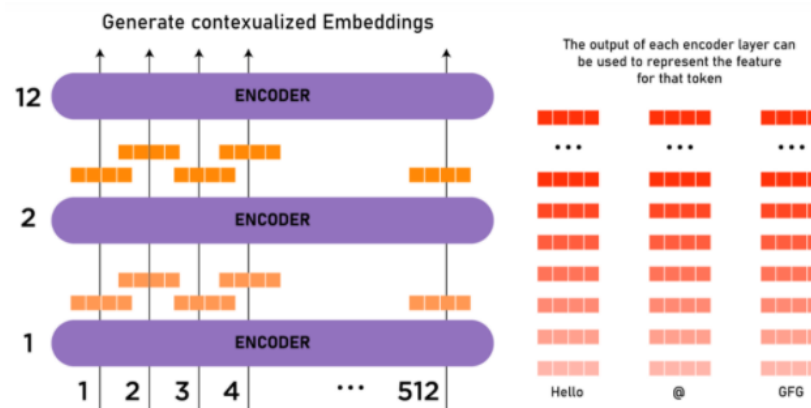 Generate contexualized Embeddings
12
ENCODER
2
ENCODER
1
ENCODER
1 2 3 4 ... 512
The output of each encoder layer can
be used to represent the feature
for that token
... ... ...
Hello @ GFG